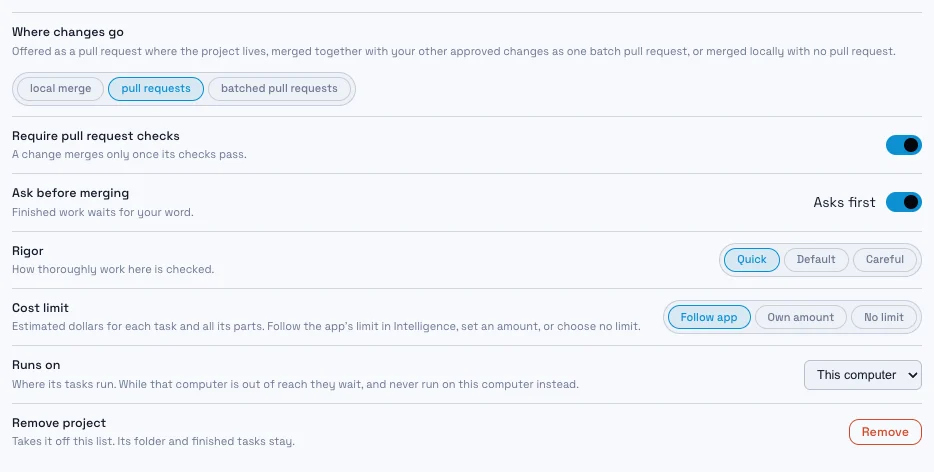 Where changes go
Offered as a pull request where the project lives, merged together with your other approved changes as one batch pull request, or merged locally with no pull request.
local merge
pull requests
batched pull requests
Require pull request checks
A change merges only once its checks pass.
Ask before merging
Finished work waits for your word.
Asks first
Rigor
How thoroughly work here is checked.
Quick
Default
Careful
Cost limit
Estimated dollars for each task and all its parts. Follow the app's limit in Intelligence, set an amount, or choose no limit.
Follow app
Own amount
No limit
Runs on
Where its tasks run. While that computer is out of reach they wait, and never run on this computer instead.
This computer
Remove project
Takes it off this list. Its folder and finished tasks stay.
Remove